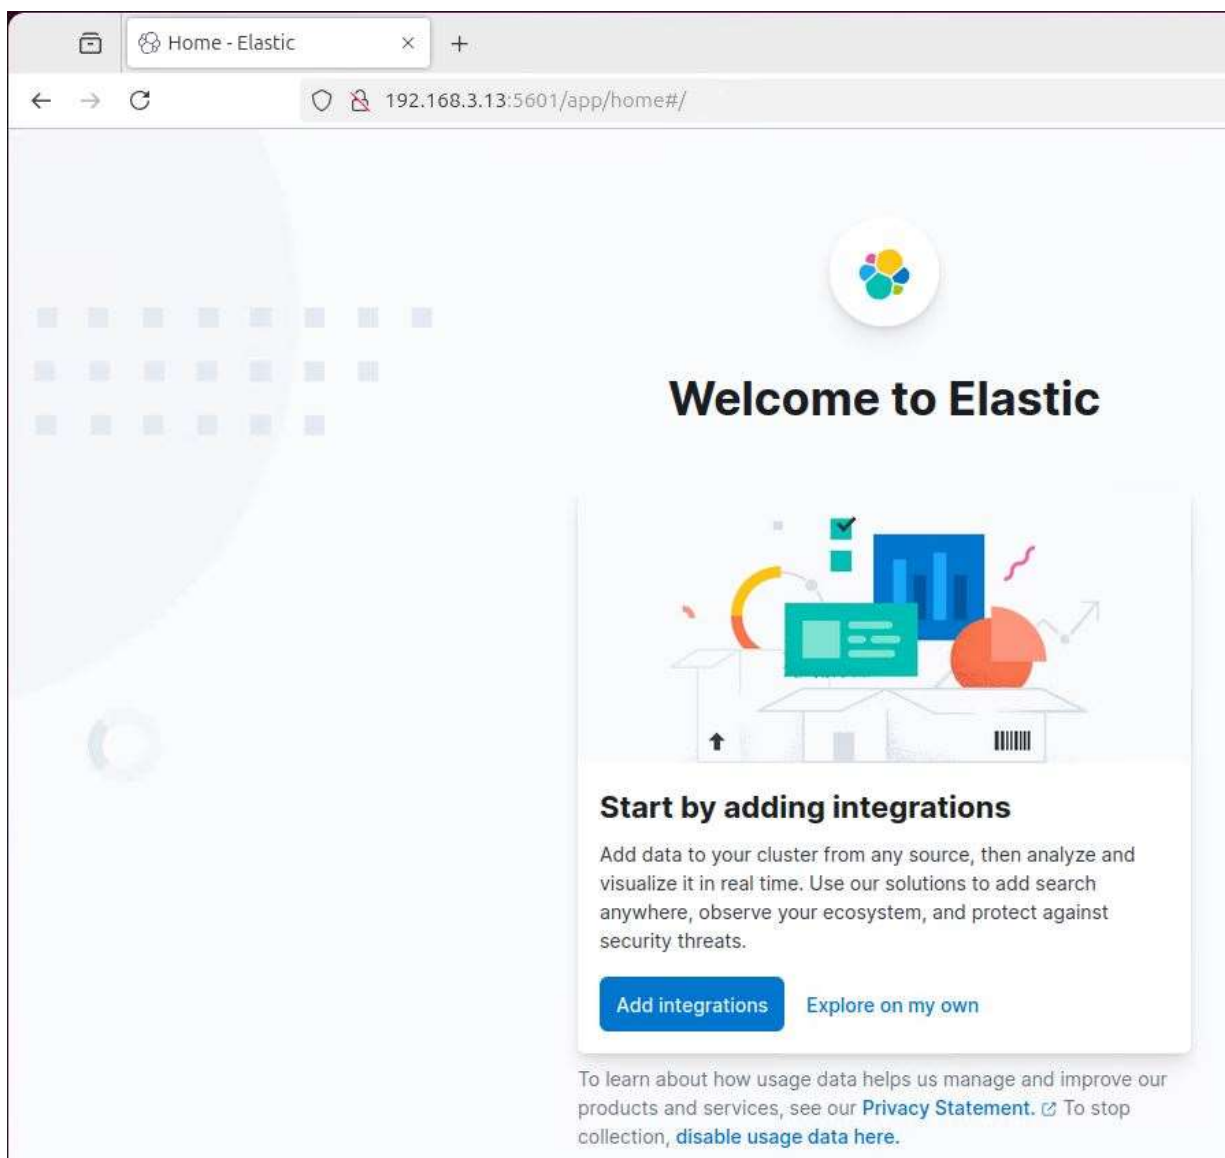 Home - Elastic
192.168.3.13:5601/app/home#/
Welcome to Elastic
Start by adding integrations
Add data to your cluster from any source, then analyze and
visualize it in real time. Use our solutions to add search
anywhere, observe your ecosystem, and protect against
security threats.
Add integrations Explore on my own
To learn about how usage data helps us manage and improve our
products and services, see our Privacy Statement. To stop
collection, disable usage data here.